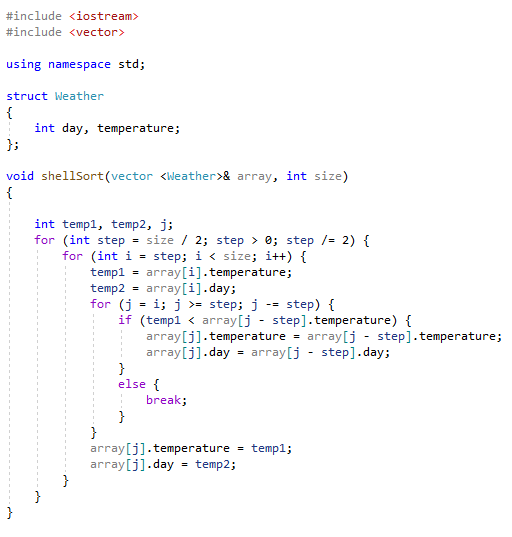 #include <iostream>
#include <vector>

using namespace std;

struct Weather
{
    int day, temperature;
};

void shellSort(vector <Weather>& array, int size)
{

    int temp1, temp2, j;
    for (int step = size / 2; step > 0; step /= 2) {
        for (int i = step; i < size; i++) {
            temp1 = array[i].temperature;
            temp2 = array[i].day;
            for (j = i; j >= step; j -= step) {
                if (temp1 < array[j - step].temperature) {
                    array[j].temperature = array[j - step].temperature;
                    array[j].day = array[j - step].day;
                }
                else {
                    break;
                }
            }
            array[j].temperature = temp1;
            array[j].day = temp2;
        }
    }
}